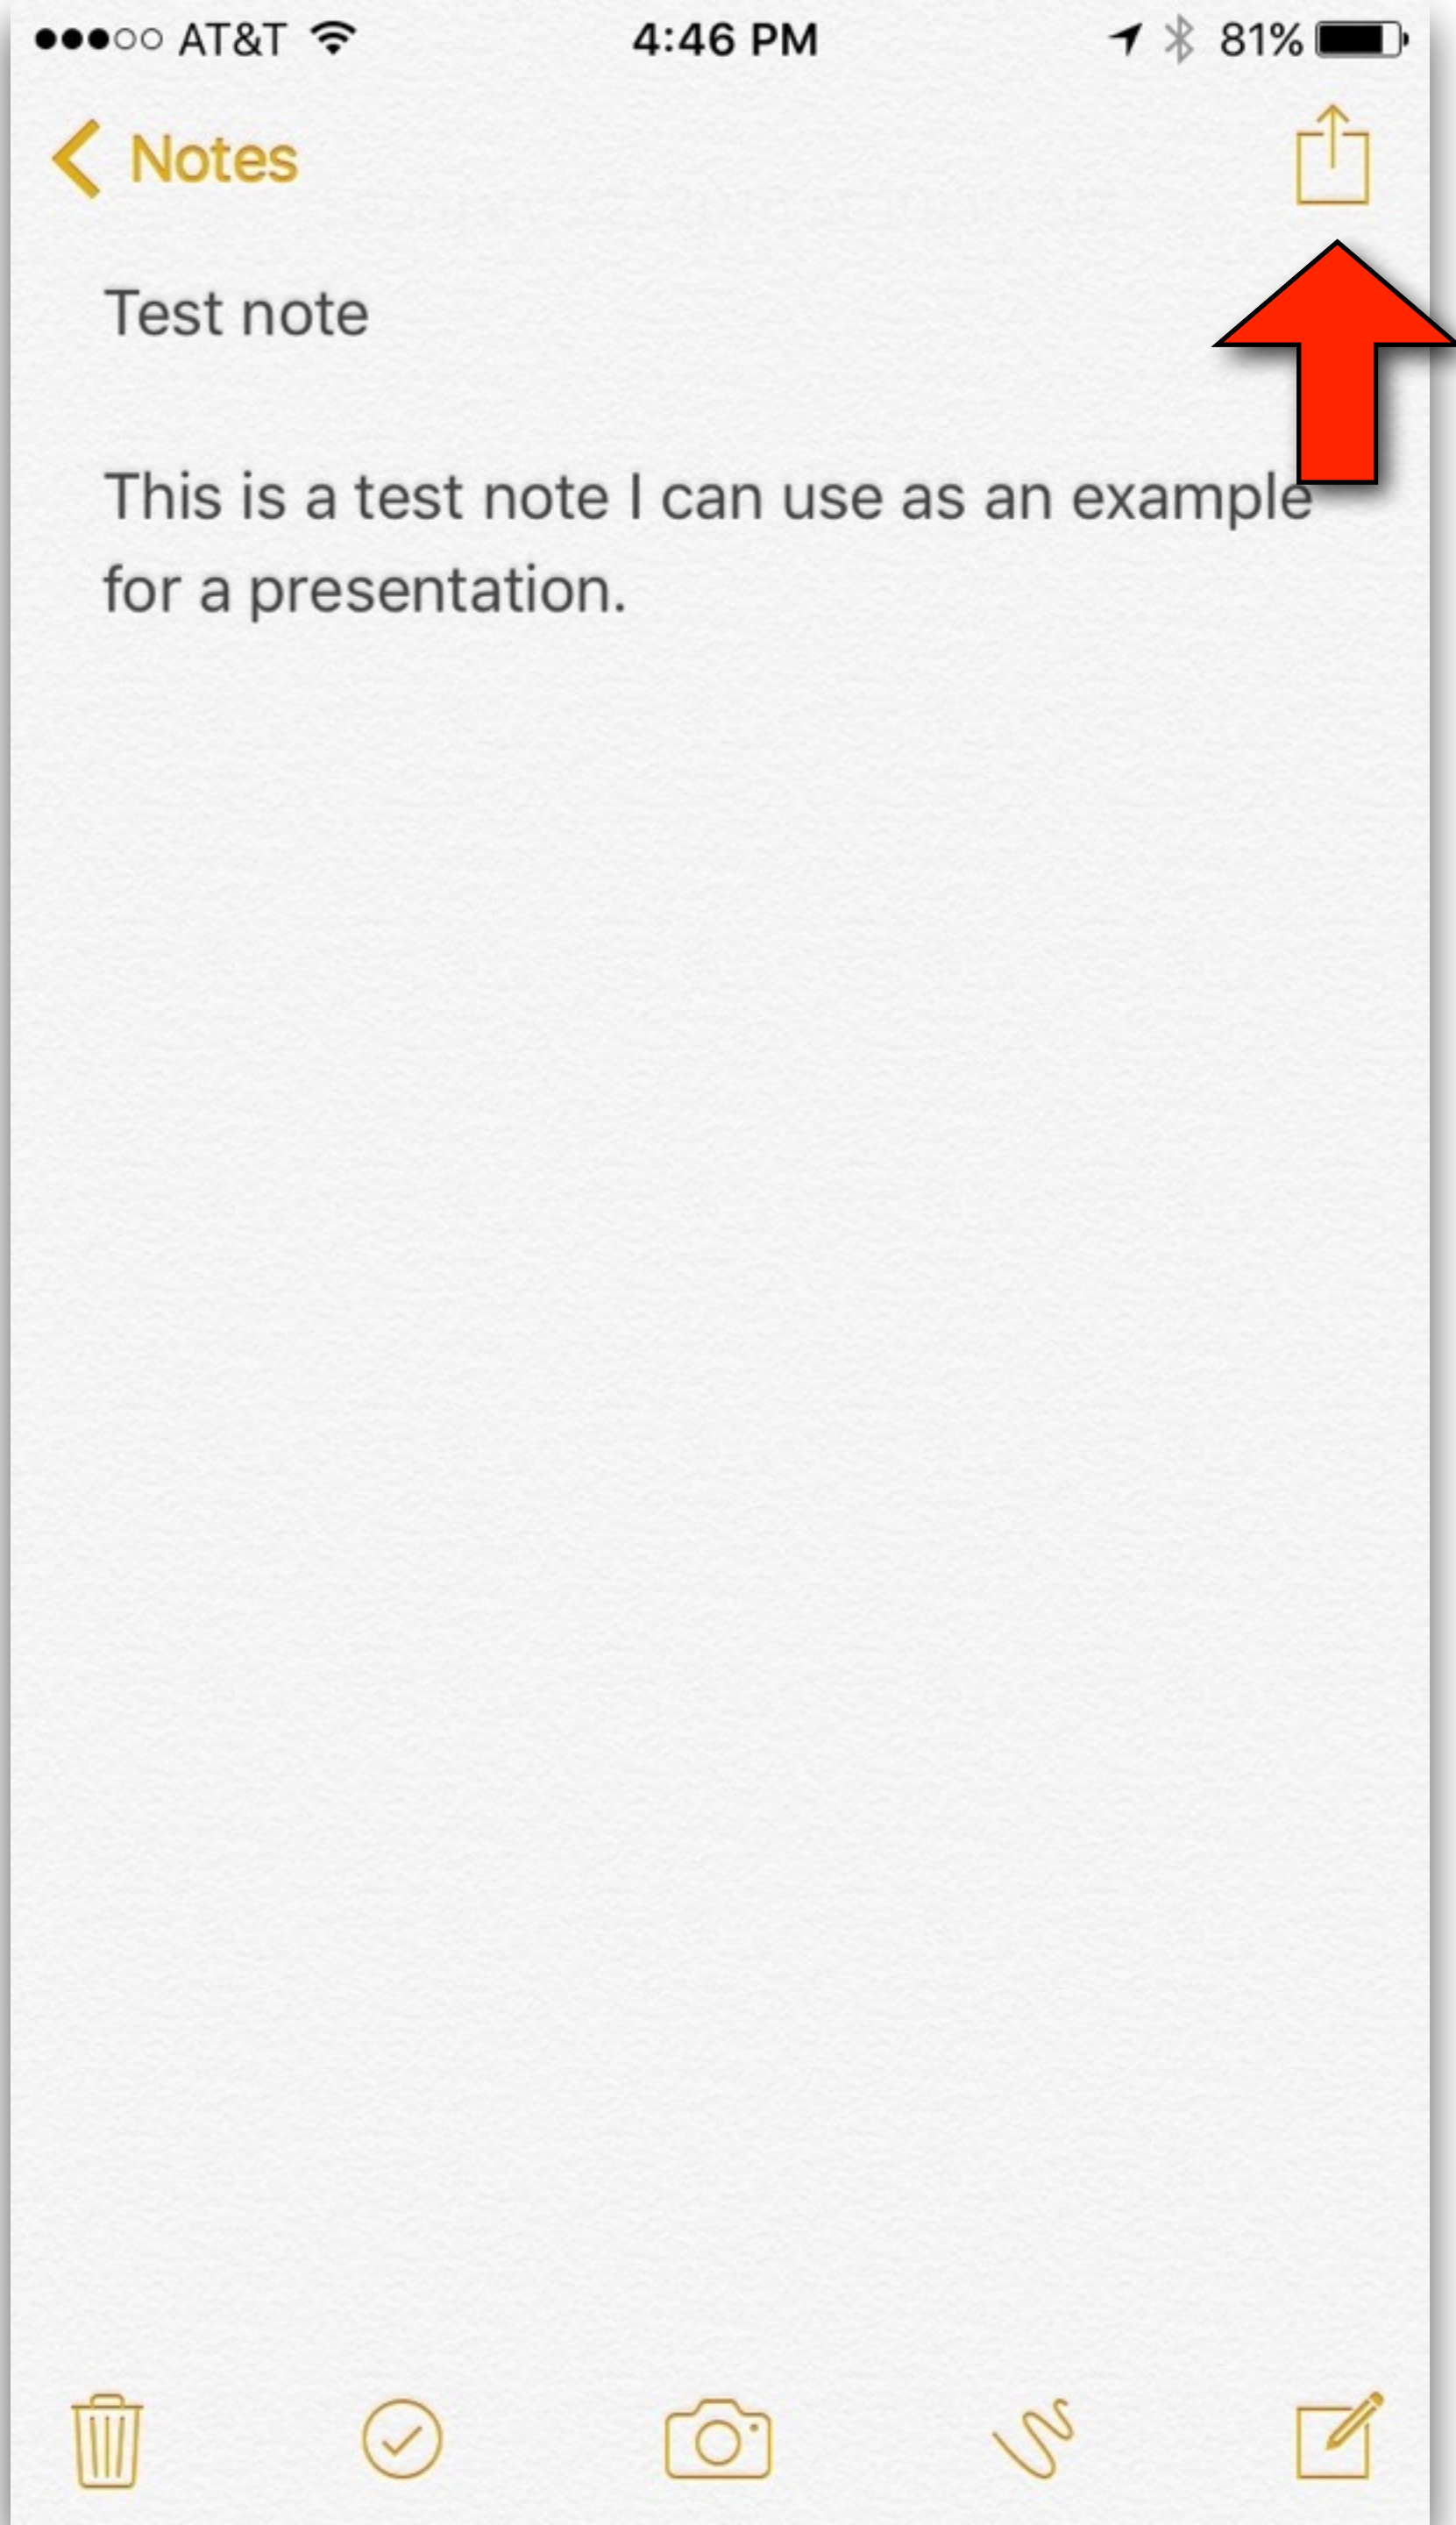 AT&T 4:46 PM 81%
Notes
Test note
This is a test note I can use as an example
for a presentation.